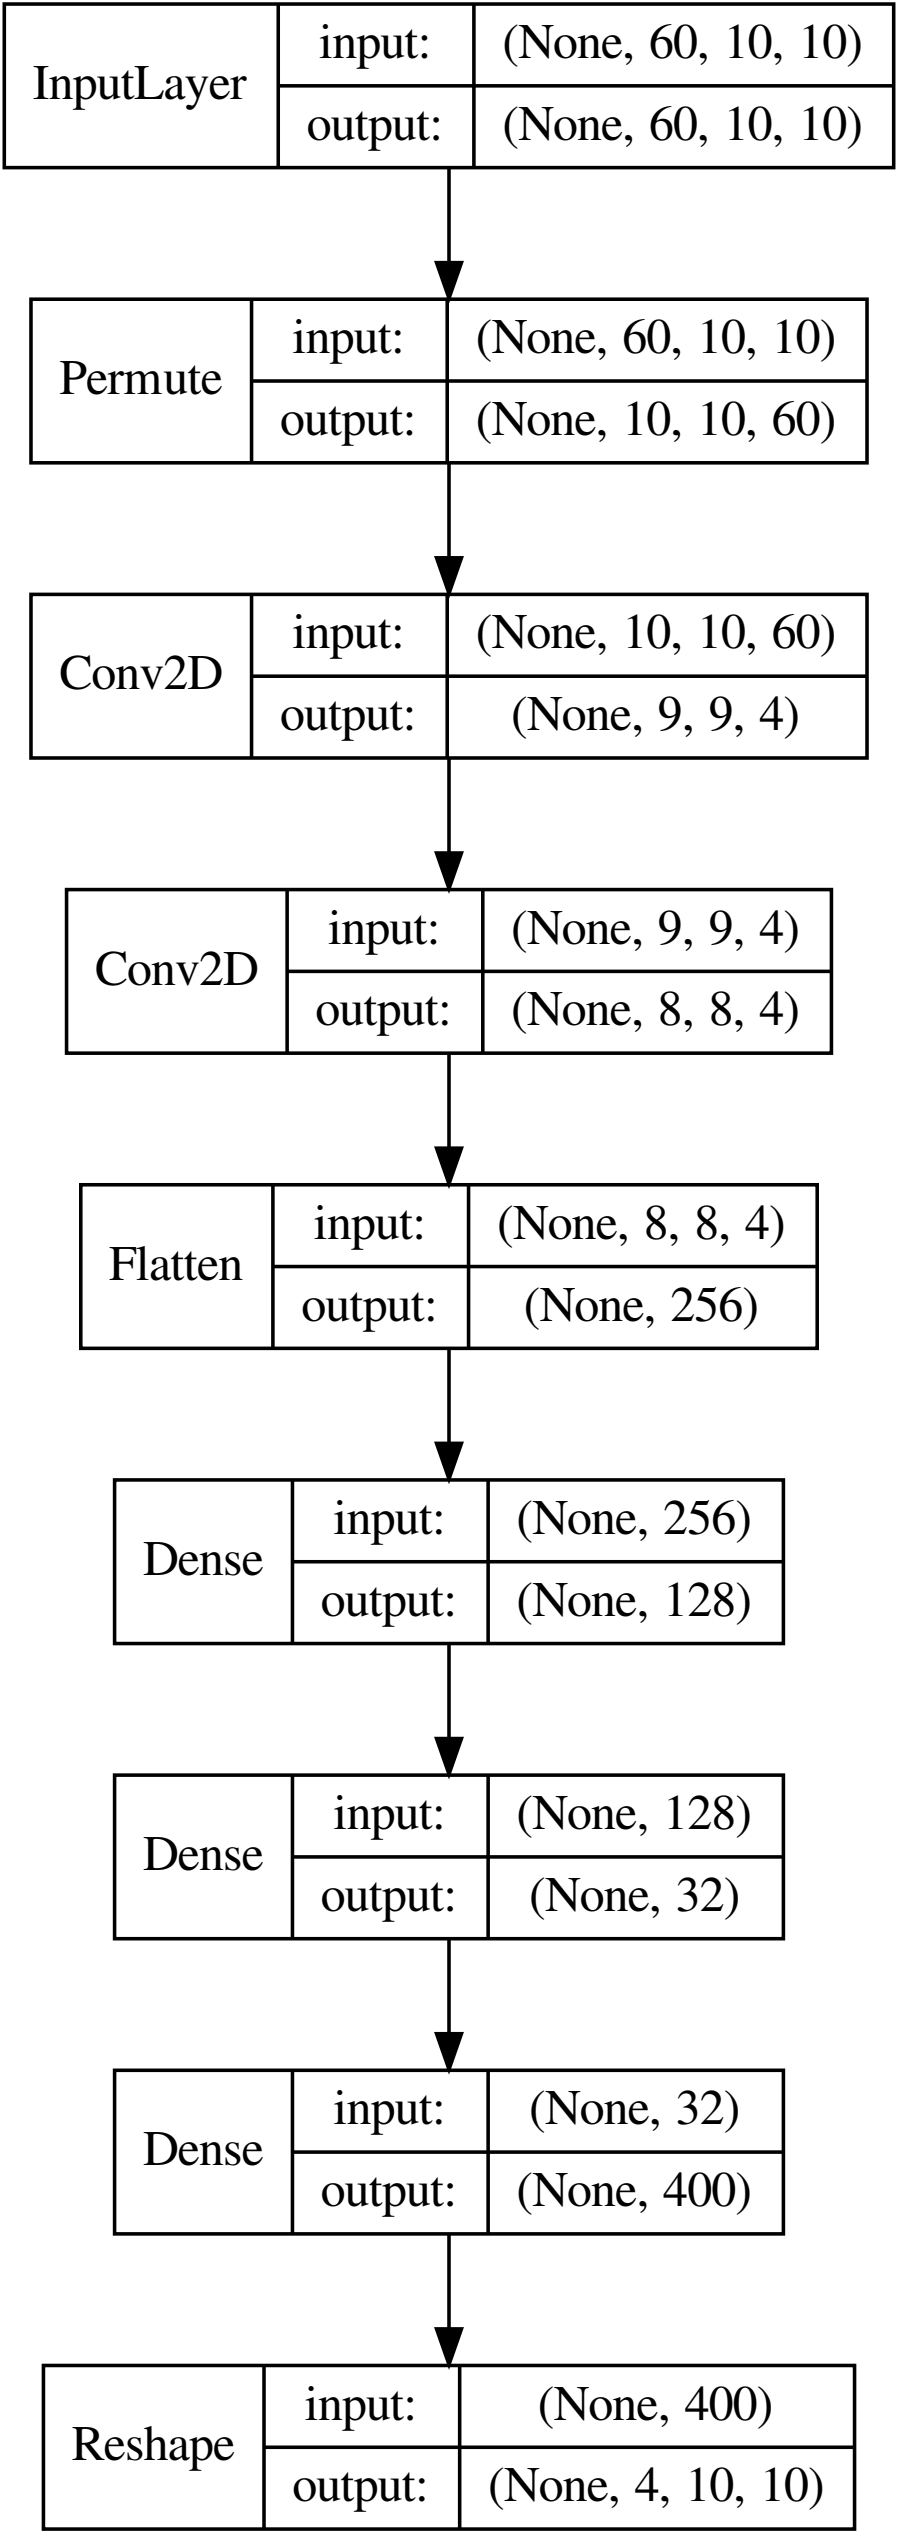 InputLayer
input:
(None, 60, 10, 10)
output:
(None, 60, 10, 10)
Permute
input:
(None, 60, 10, 10)
output:
(None, 10, 10, 60)
Conv2D
input:
(None, 10, 10, 60)
output:
(None, 9, 9, 4)
Conv2D
input:
(None, 9, 9, 4)
output:
(None, 8, 8, 4)
Flatten
input:
(None, 8, 8, 4)
output:
(None, 256)
Dense
input:
(None, 256)
output:
(None, 128)
Dense
input:
(None, 128)
output:
(None, 32)
Dense
input:
(None, 32)
output:
(None, 400)
Reshape
input:
(None, 400)
output:
(None, 4, 10, 10)